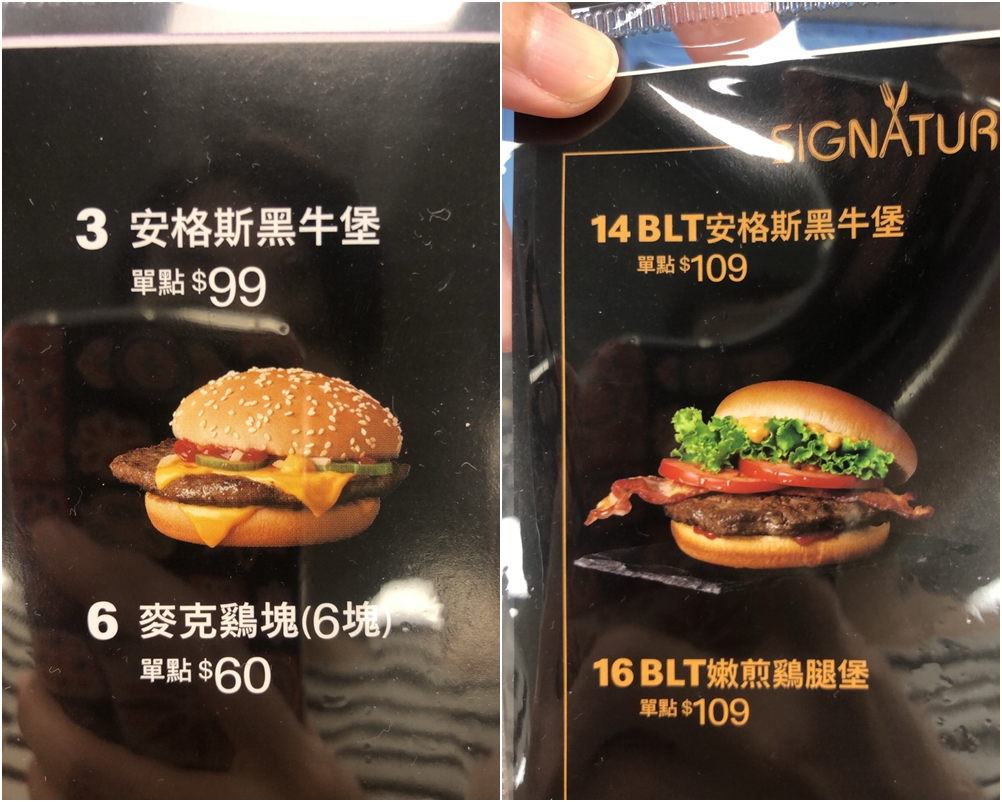 3 安格斯黑牛堡
單點 $99
6 麥克鷄塊(6塊)
單點 $60
SIGNATUR
14 BLT安格斯黑牛堡
單點 $109
16 BLT嫩煎鷄腿堡
單點 $109